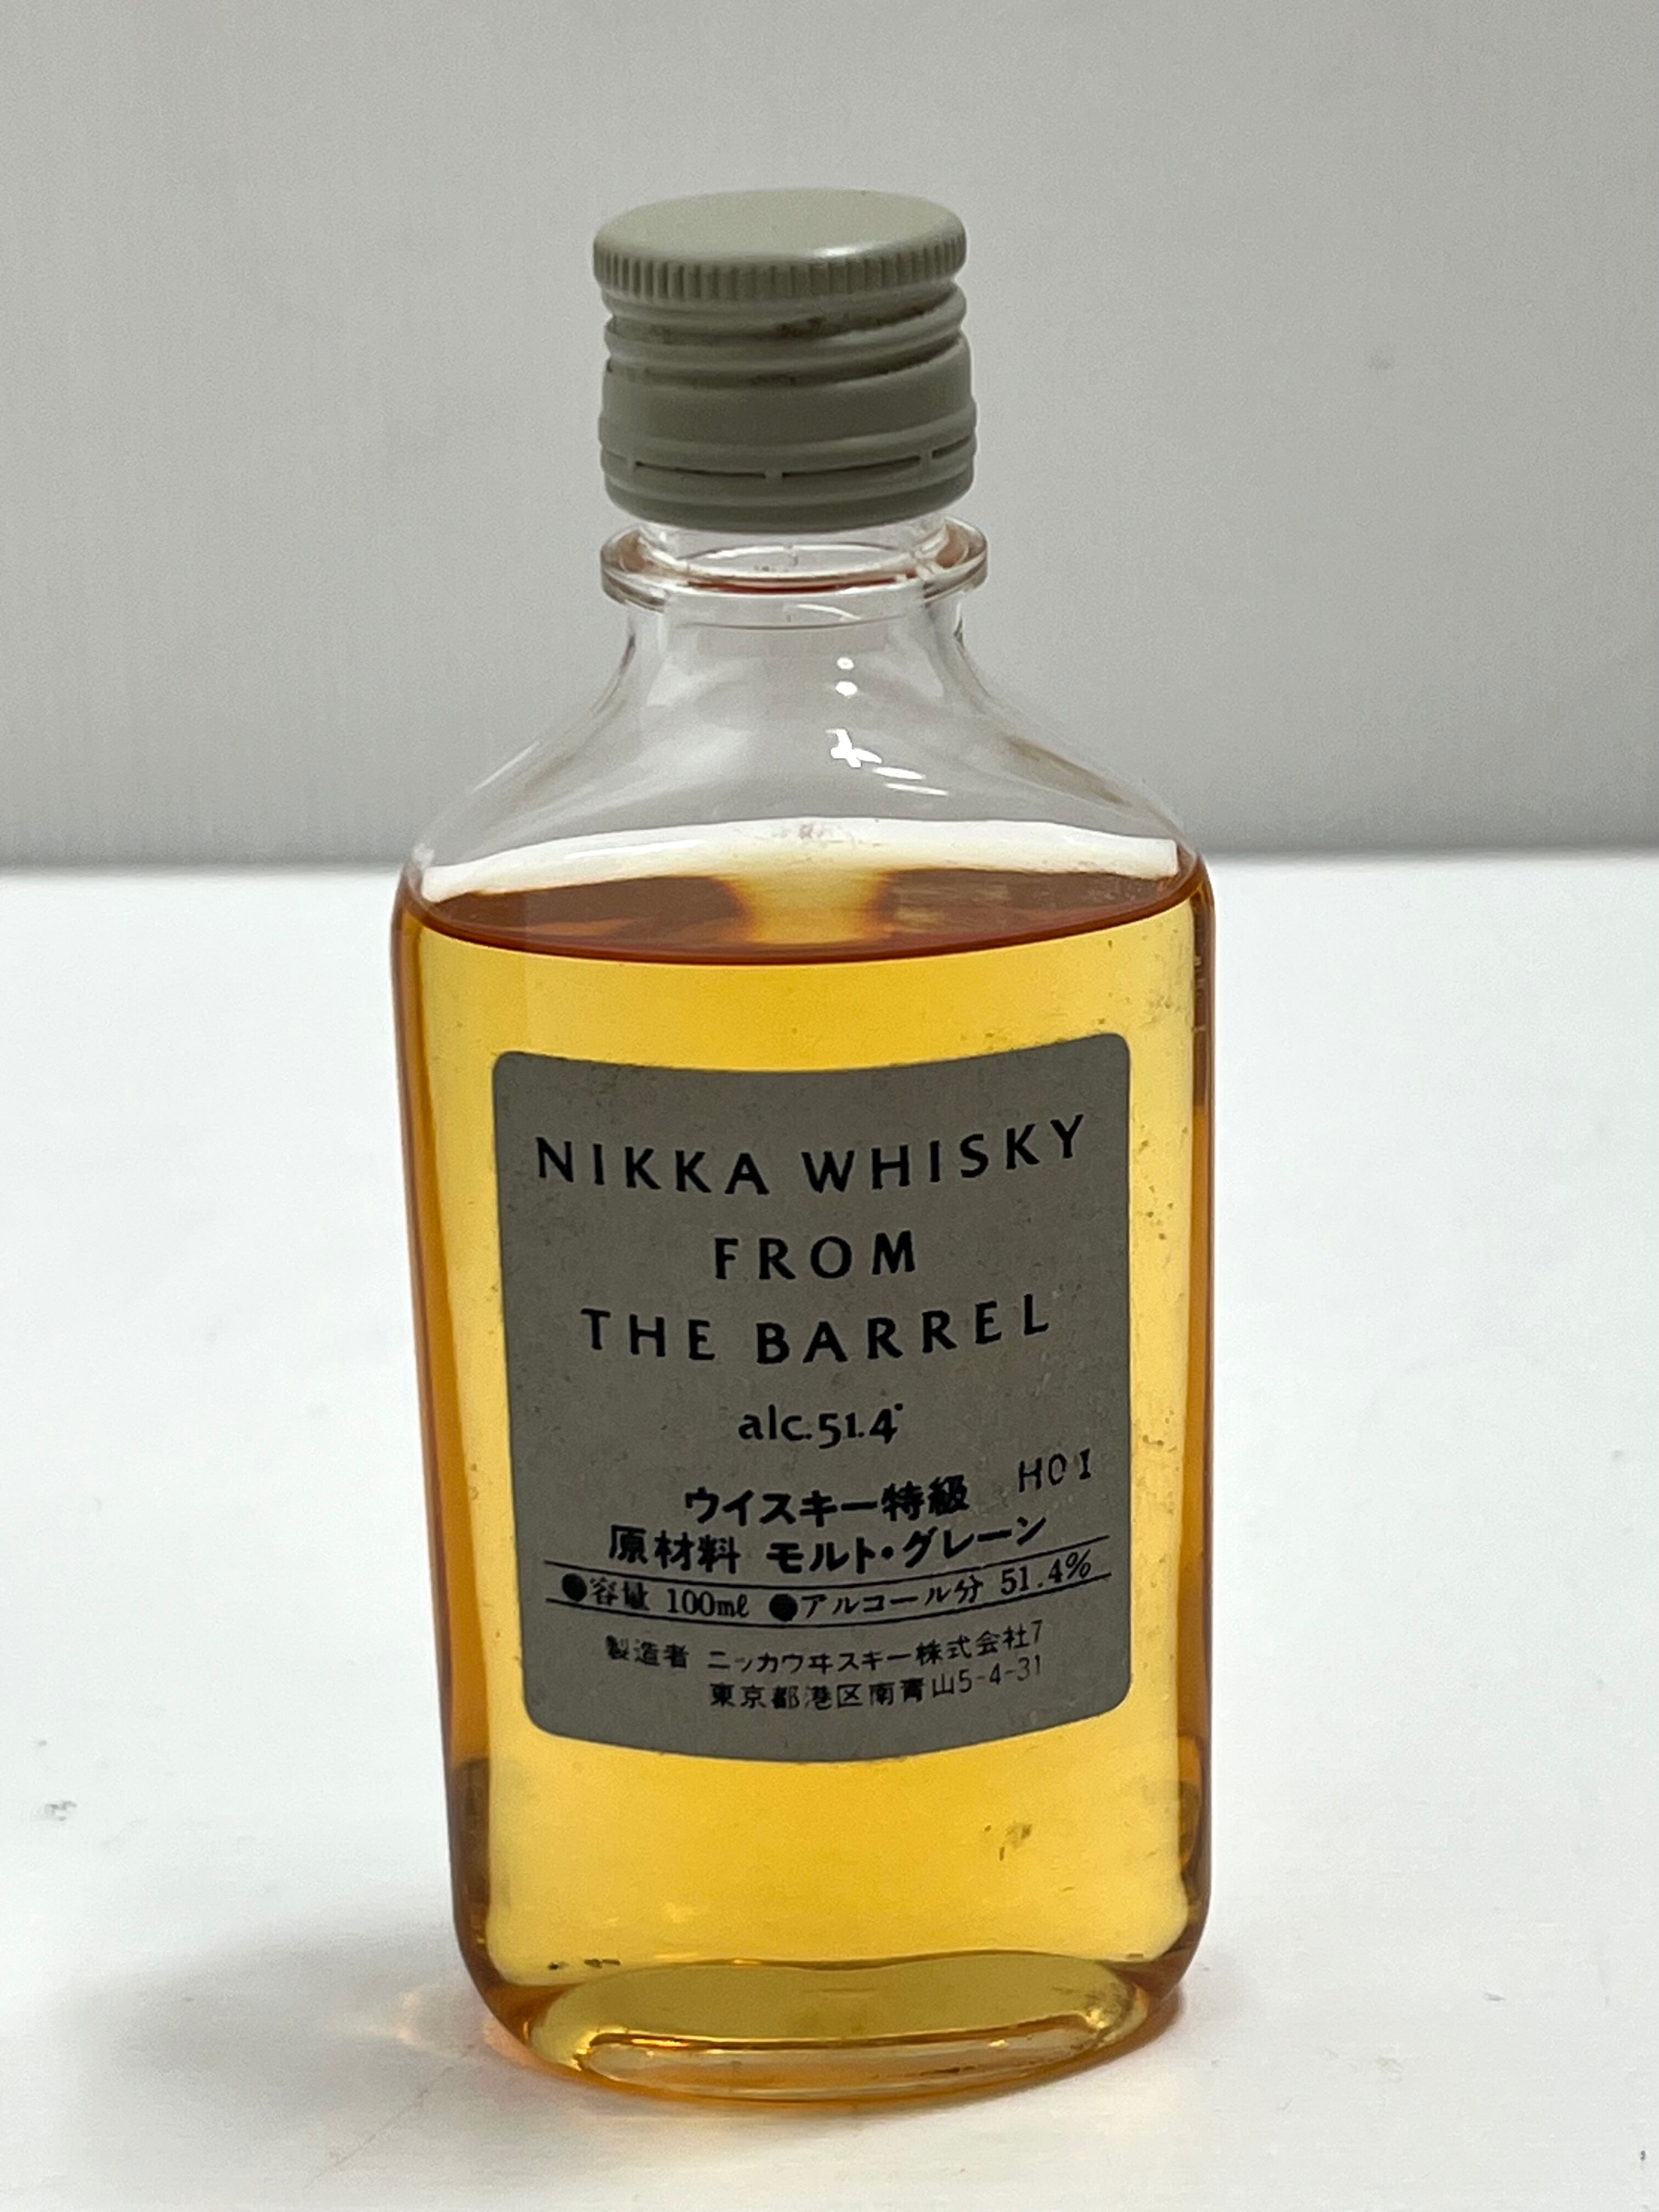 NIKKA WHISKY
FROM
THE BARREL
alc.51.4°
ウイスキー特級 H01
原材料 モルト・グレーン
●容量 100mℓ ●アルコール分 51.4%
製造者 ニッカウヰスキー株式会社7
東京都港区南青山5-4-31